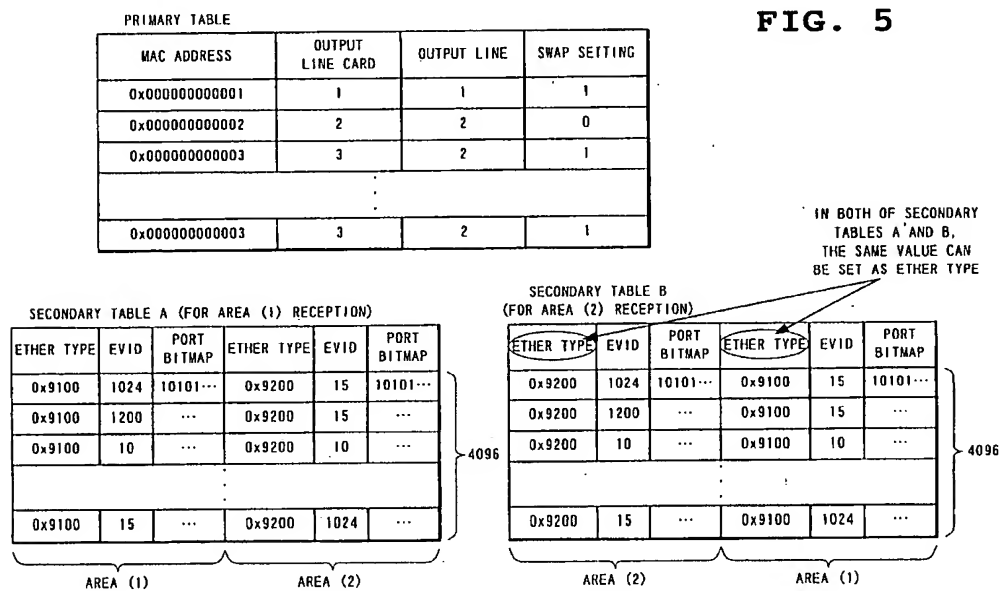 FIG. 5
PRIMARY TABLE
MAC ADDRESS OUTPUT LINE CARD OUTPUT LINE SWAP SETTING
0x000000000001 1 1 1
0x000000000002 2 2 0
0x000000000003 3 2 1
⋮
0x000000000003 3 2 1
IN BOTH OF SECONDARY
TABLES A AND B,
THE SAME VALUE CAN
BE SET AS ETHER TYPE
SECONDARY TABLE A (FOR AREA (1) RECEPTION)
ETHER TYPE EVID PORT BITMAP ETHER TYPE EVID PORT BITMAP
0x9100 1024 10101··· 0x9200 15 10101···
0x9100 1200 ··· 0x9200 15 ···
0x9100 10 ··· 0x9200 10 ···
⋮
0x9100 15 ··· 0x9200 1024 ···
4096
AREA (1) AREA (2)
SECONDARY TABLE B
(FOR AREA (2) RECEPTION)
ETHER TYPE EVID PORT BITMAP ETHER TYPE EVID PORT BITMAP
0x9200 1024 10101··· 0x9100 15 10101···
0x9200 1200 ··· 0x9100 15 ···
0x9200 10 ··· 0x9100 10 ···
⋮
0x9200 15 ··· 0x9100 1024 ···
4096
AREA (2) AREA (1)